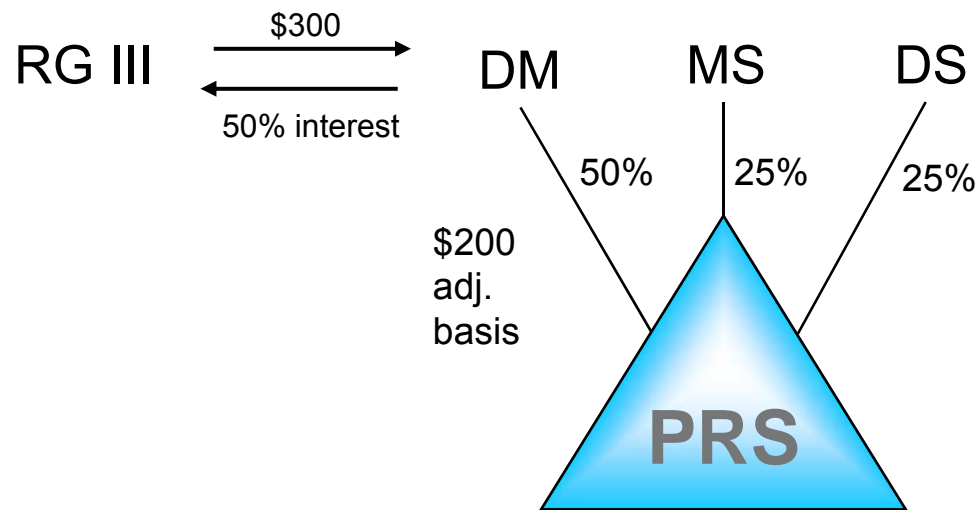 $300
RG III
DM
MS
DS
50% interest
50%
25%
25%
$200
adj.
basis
PRS